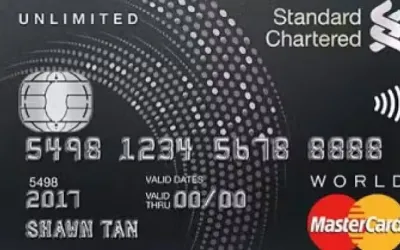 UNLIMITED
Standard
Chartered
5498 1234 5678 8888
5498
VALID DATES
WORLD
2017
VALID
THRU
00/00
SHAWN TAN
MasterCard